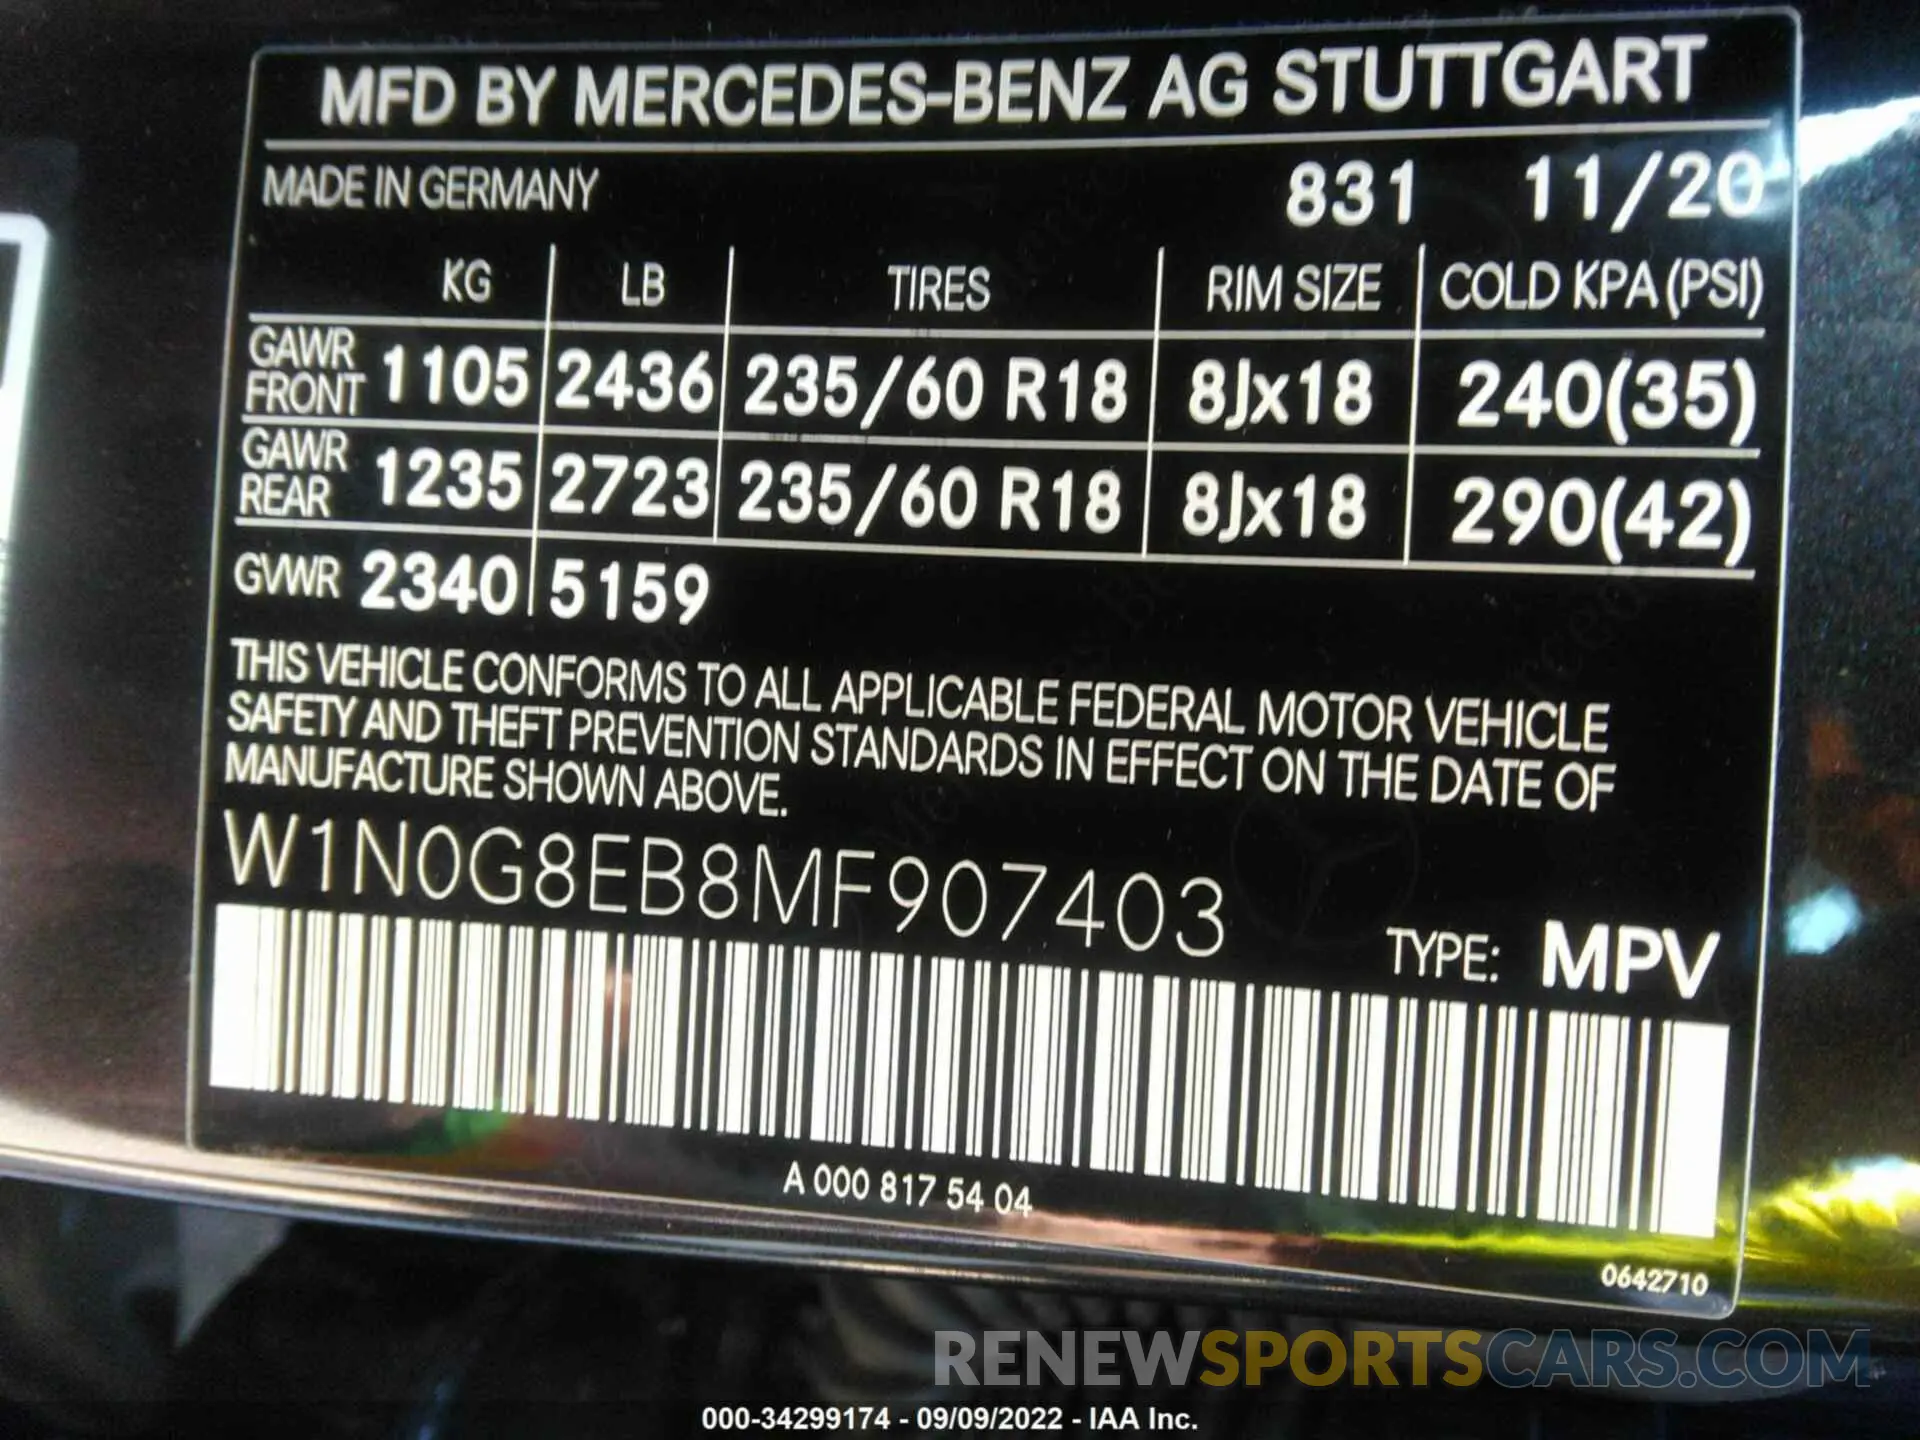 MFD BY MERCEDES-BENZ AG STUTTGART
MADE IN GERMANY 831 11/20
KG LB TIRES RIM SIZE COLD KPA (PSI)
GAWR FRONT 1105 2436 235/60 R18 8Jx18 240(35)
GAWR REAR 1235 2723 235/60 R18 8Jx18 290(42)
GVWR 2340 5159
THIS VEHICLE CONFORMS TO ALL APPLICABLE FEDERAL MOTOR VEHICLE
SAFETY AND THEFT PREVENTION STANDARDS IN EFFECT ON THE DATE OF
MANUFACTURE SHOWN ABOVE.
W1N0G8EB8MF907403
TYPE: MPV
A 000 817 54 04
0642710
RENEWSPORTSCARS.COM
000-34299174 - 09/09/2022 - IAA Inc.